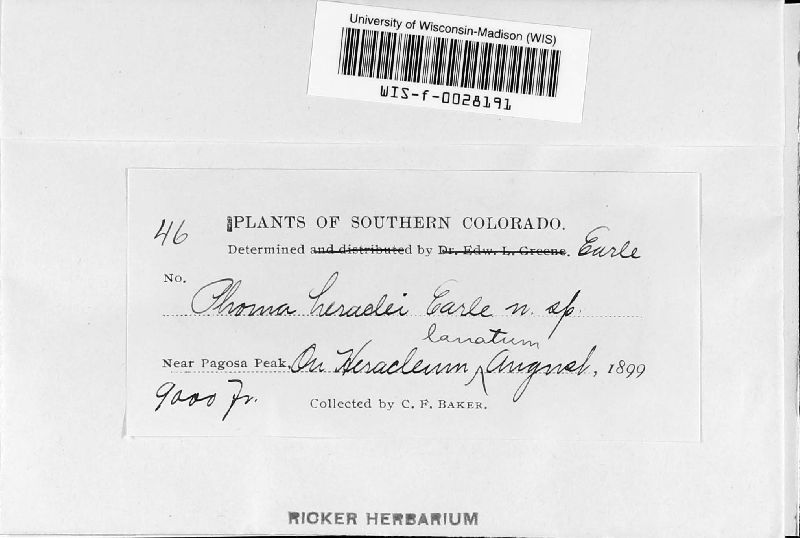 University of Wisconsin-Madison (WIS)
WIS-f-0028191
46
PLANTS OF SOUTHERN COLORADO.
Determined and distributed by Dr. Edw. L. Greene. Earle
No.
Phoma heraclei Earle n. sp.
lanatum
Near Pagosa Peak, On Heracleum ^ August, 1899
9000 Ft.
Collected by C. F. BAKER.
RICKER HERBARIUM